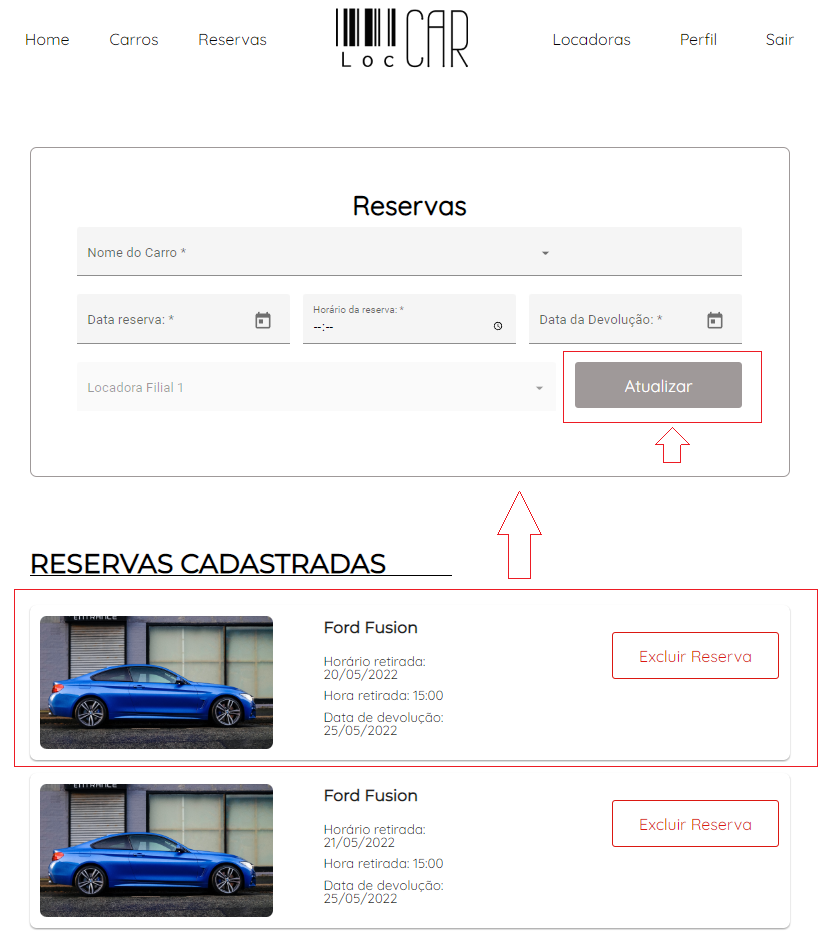 Home Carros Reservas Loc CAR Locadoras Perfil Sair
Reservas
Nome do Carro *
Data reserva: *
Horário da reserva: *
--:--
Data da Devolução: *
Locadora Filial 1
Atualizar
RESERVAS CADASTRADAS
ENTRANCE
Ford Fusion
Horário retirada:
20/05/2022
Hora retirada: 15:00
Data de devolução:
25/05/2022
Excluir Reserva
ENTRANCE
Ford Fusion
Horário retirada:
21/05/2022
Hora retirada: 15:00
Data de devolução:
25/05/2022
Excluir Reserva